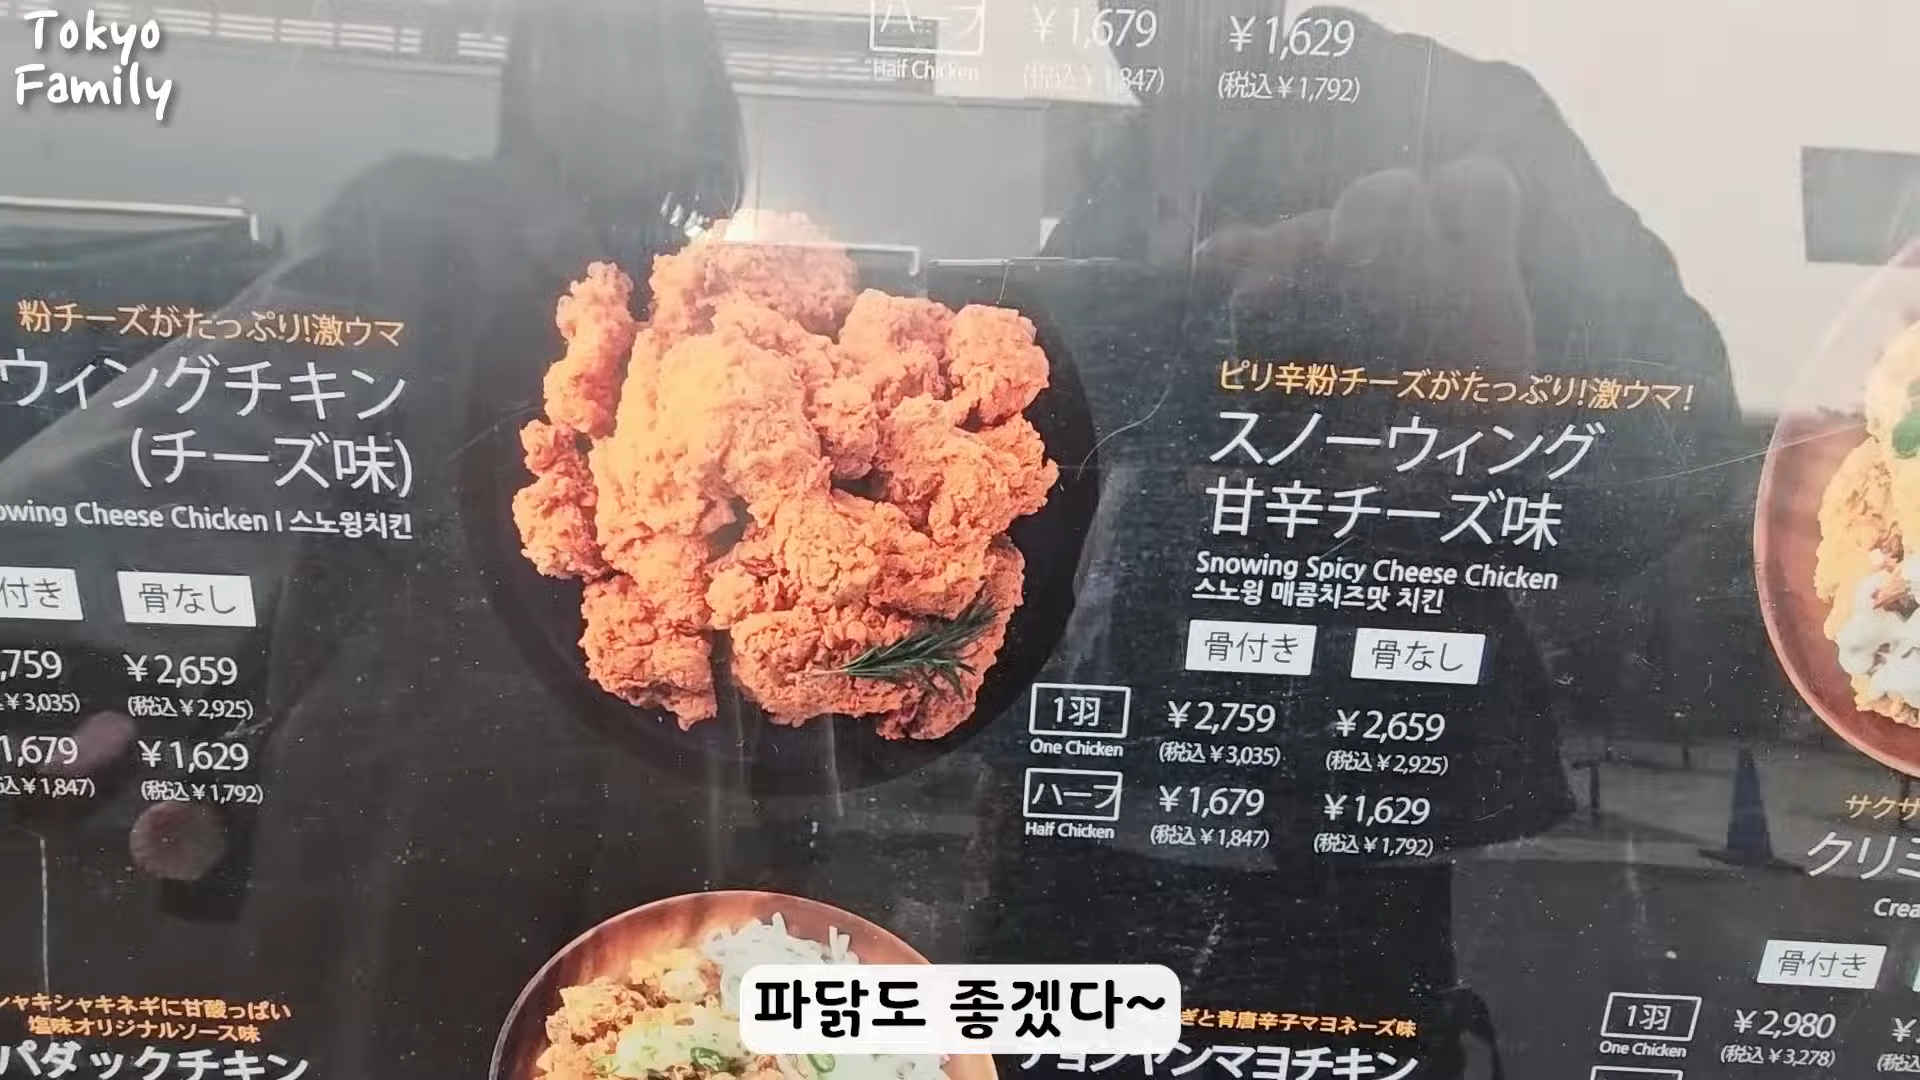 Tokyo
Family
ハーフ ￥1,679 ￥1,629
Half Chicken (税込￥1,847) (税込￥1,792)
粉チーズがたっぷり!激ウマ
ウィングチキン
(チーズ味)
owing Cheese Chicken | 스노윙치킨
付き 骨なし
,759 ￥2,659
￥3,035) (税込￥2,925)
1,679 ￥1,629
込￥1,847) (税込￥1,792)
ピリ辛粉チーズがたっぷり!激ウマ!
スノーウィング
甘辛チーズ味
Snowing Spicy Cheese Chicken
스노윙 매콤치즈맛 치킨
骨付き 骨なし
1羽 ￥2,759 ￥2,659
One Chicken (税込￥3,035) (税込￥2,925)
ハーフ ￥1,679 ￥1,629
Half Chicken (税込￥1,847) (税込￥1,792)
サクサ
クリミ
Crea
骨付き
1羽 ￥2,980
One Chicken (税込￥3,278)
シャキシャキネギに甘酸っぱい
塩味オリジナルソース味
パダックチキン
ぎと青唐辛子マヨネーズ味
チョンヤンマヨチキン
파닭도 좋겠다~